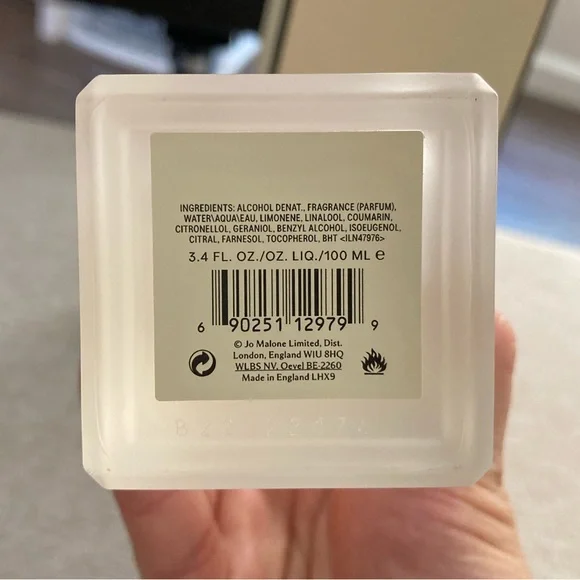 INGREDIENTS: ALCOHOL DENAT., FRAGRANCE (PARFUM),
WATER\AQUA\EAU, LIMONENE, LINALOOL, COUMARIN,
CITRONELLOL, GERANIOL, BENZYL ALCOHOL, ISOEUGENOL,
CITRAL, FARNESOL, TOCOPHEROL, BHT <ILN47976>
3.4 FL. OZ./OZ. LIQ./100 ML e
6 90251 12979 9
© Jo Malone Limited, Dist.
London, England W1U 8HQ
WLBS NV. Oevel BE-2260
Made in England LHX9